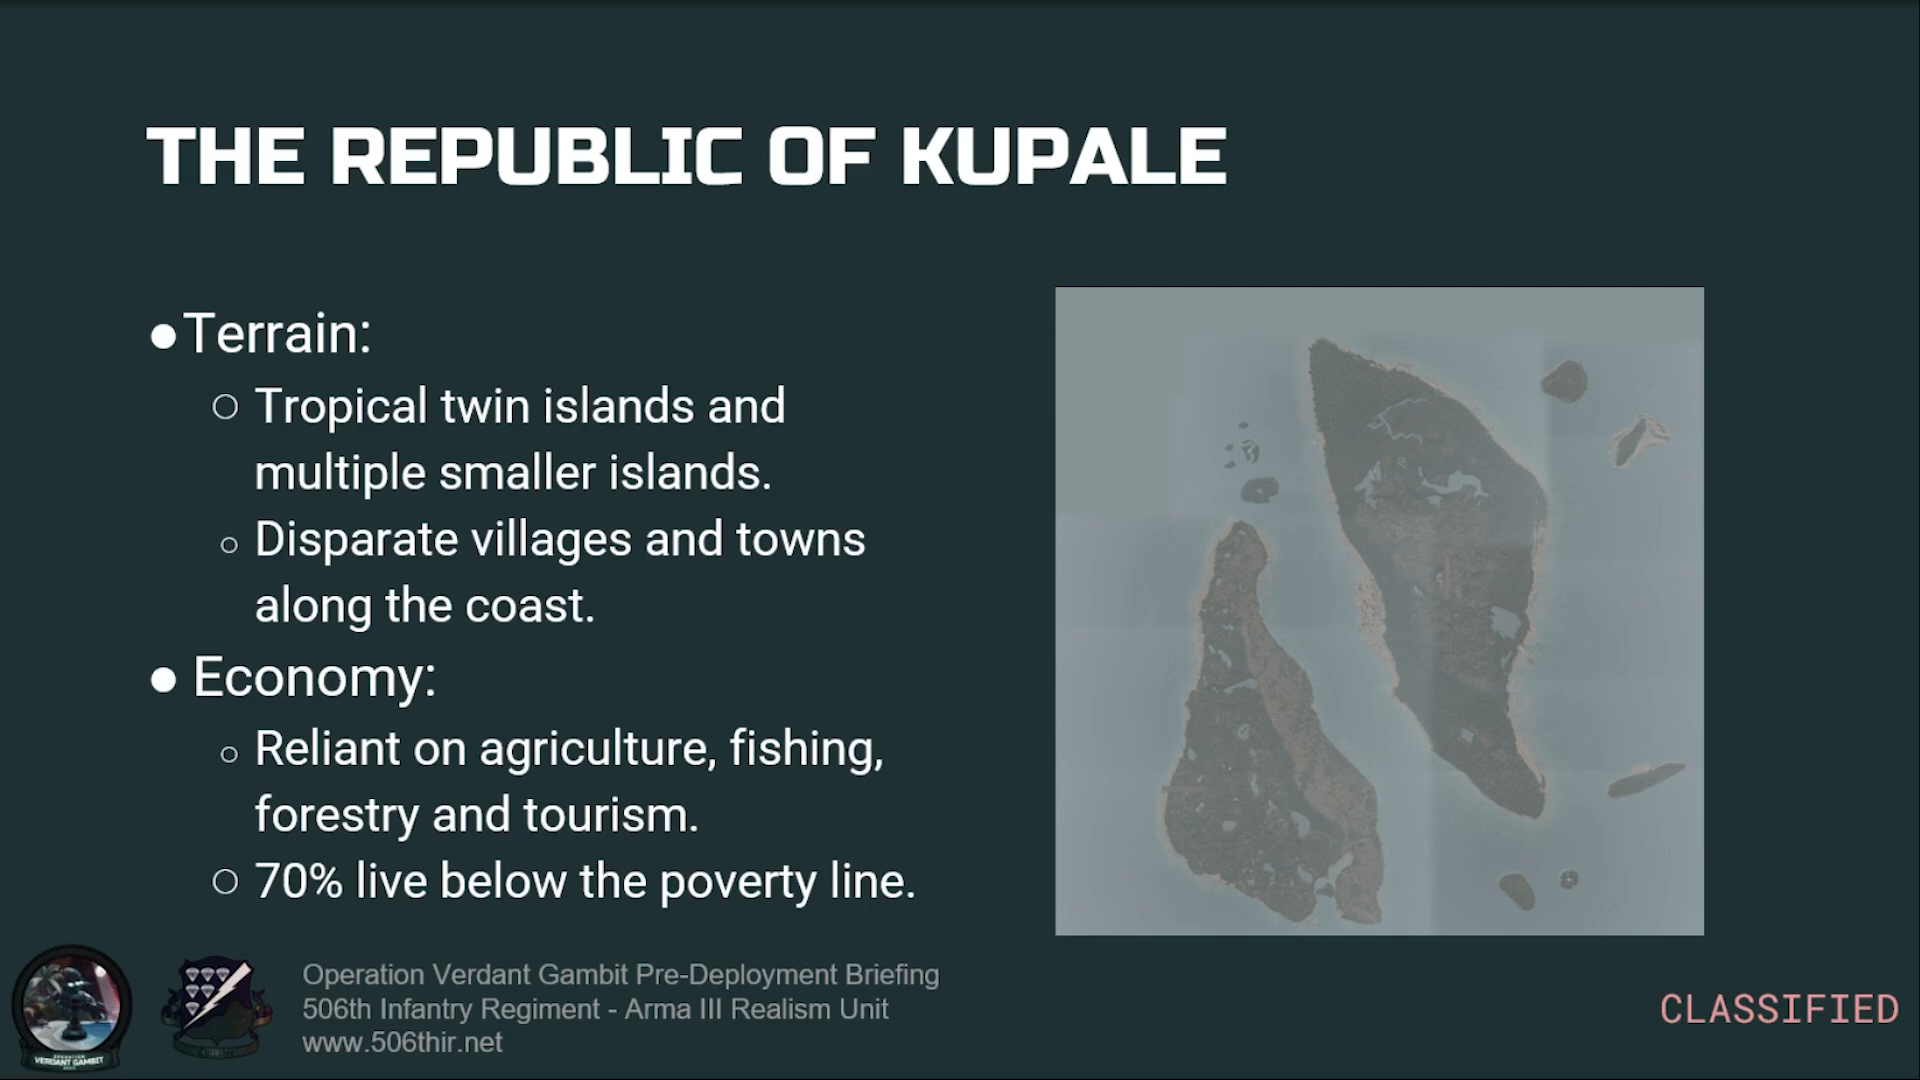 THE REPUBLIC OF KUPALE
●Terrain:
○ Tropical twin islands and
multiple smaller islands.
○ Disparate villages and towns
along the coast.
● Economy:
○ Reliant on agriculture, fishing,
forestry and tourism.
○ 70% live below the poverty line.
Operation Verdant Gambit Pre-Deployment Briefing
506th Infantry Regiment - Arma III Realism Unit
www.506thir.net
CLASSIFIED
VERDANT GAMBIT